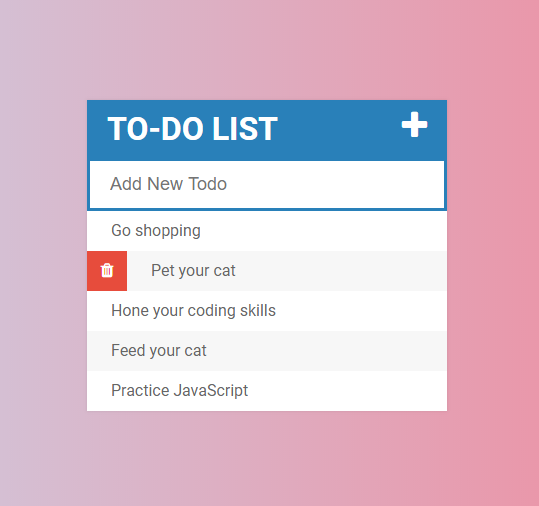 TO-DO LIST
Add New Todo
Go shopping
Pet your cat
Hone your coding skills
Feed your cat
Practice JavaScript